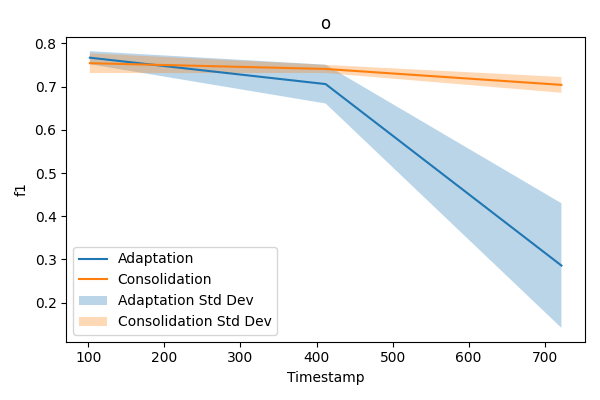 o
f1
0.8
0.7
0.6
0.5
0.4
0.3
0.2
Adaptation
Consolidation
Adaptation Std Dev
Consolidation Std Dev
100 200 300 400 500 600 700
Timestamp